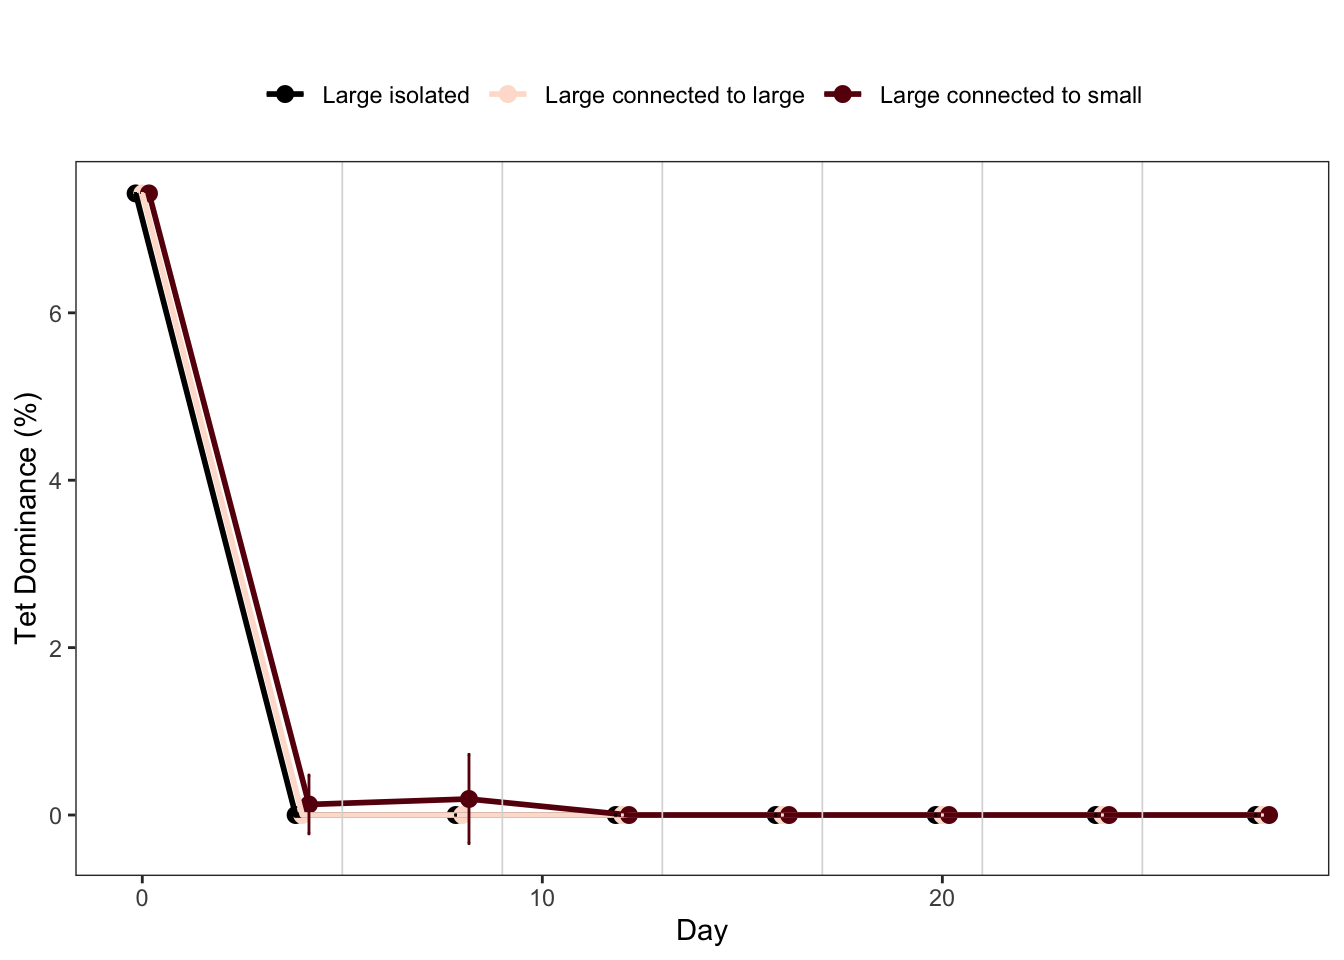 Large isolated Large connected to large Large connected to small
Tet Dominance (%)
6
4
2
0
0 10 20
Day